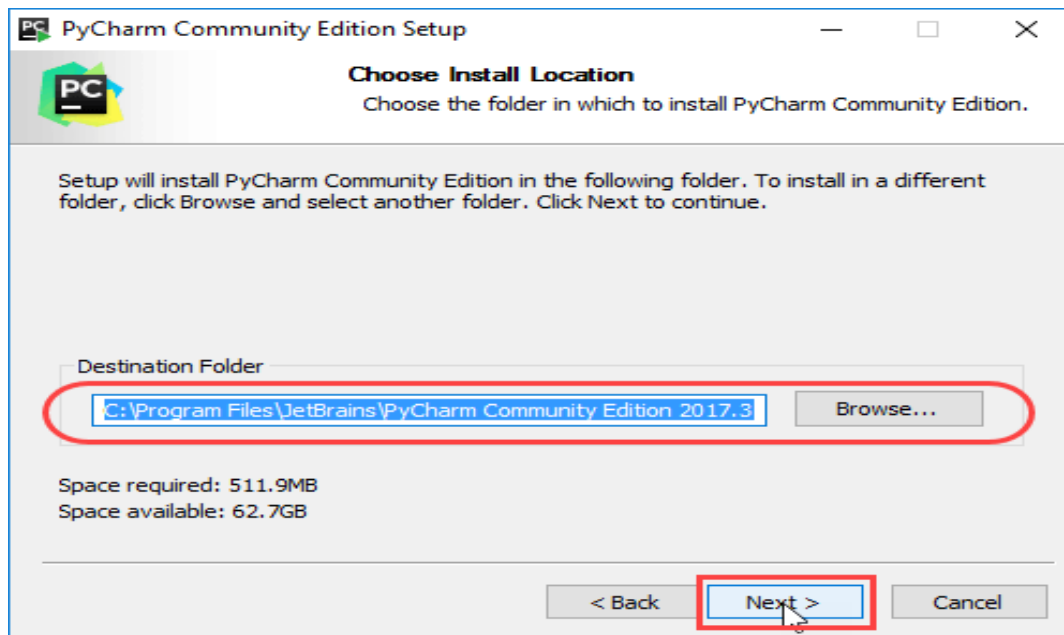 PC PyCharm Community Edition Setup
PC
Choose Install Location
Choose the folder in which to install PyCharm Community Edition.
Setup will install PyCharm Community Edition in the following folder. To install in a different
folder, click Browse and select another folder. Click Next to continue.
Destination Folder
C:\Program Files\JetBrains\PyCharm Community Edition 2017.3 Browse...
Space required: 511.9MB
Space available: 62.7GB
< Back Next > Cancel